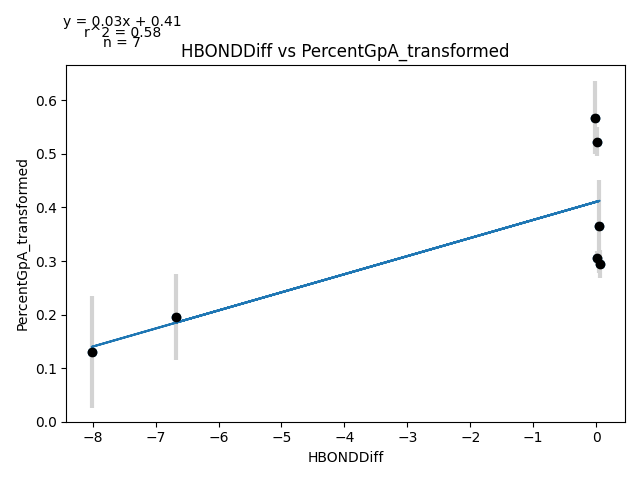 y = 0.03x + 0.41
r^2 = 0.58
n = 7
HBONDDiff vs PercentGpA_transformed
PercentGpA_transformed
0.6
0.5
0.4
0.3
0.2
0.1
0.0
−8 −7 −6 −5 −4 −3 −2 −1 0
HBONDDiff